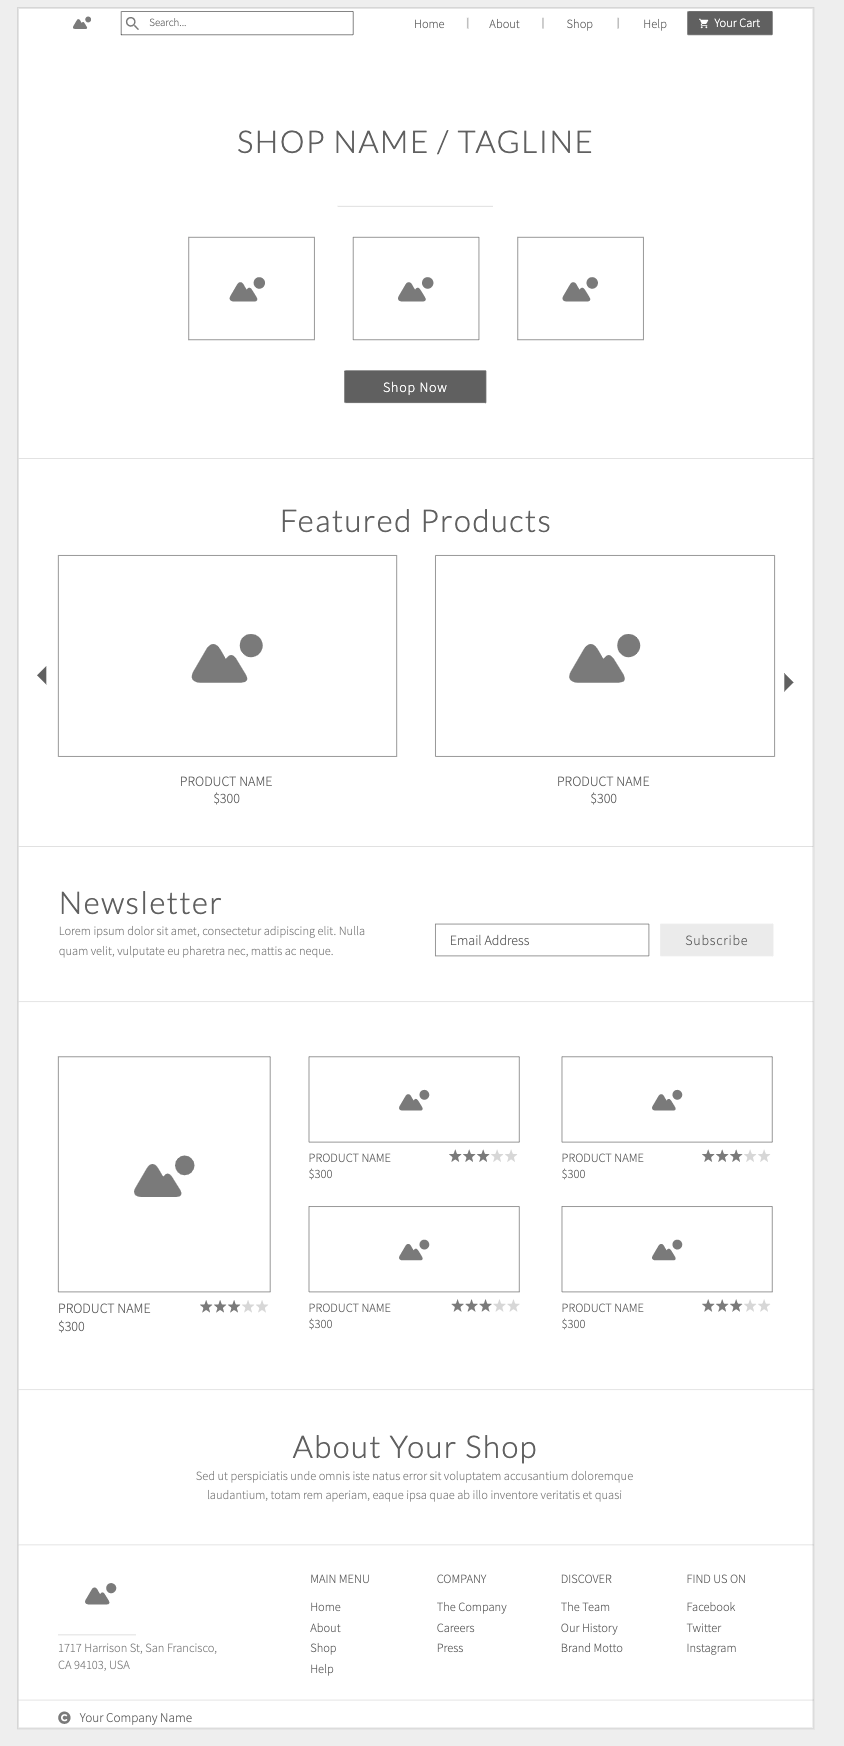 Search...
Home | About | Shop | Help
Your Cart
SHOP NAME / TAGLINE
Shop Now
Featured Products
PRODUCT NAME
$300
PRODUCT NAME
$300
Newsletter
Lorem ipsum dolor sit amet, consectetur adipiscing elit. Nulla
quam velit, vulputate eu pharetra nec, mattis ac neque.
Email Address
Subscribe
PRODUCT NAME
$300
PRODUCT NAME
$300
PRODUCT NAME
$300
PRODUCT NAME
$300
PRODUCT NAME
$300
About Your Shop
Sed ut perspiciatis unde omnis iste natus error sit voluptatem accusantium doloremque
laudantium, totam rem aperiam, eaque ipsa quae ab illo inventore veritatis et quasi
1717 Harrison St, San Francisco,
CA 94103, USA
MAIN MENU
Home
About
Shop
Help
COMPANY
The Company
Careers
Press
DISCOVER
The Team
Our History
Brand Motto
FIND US ON
Facebook
Twitter
Instagram
© Your Company Name